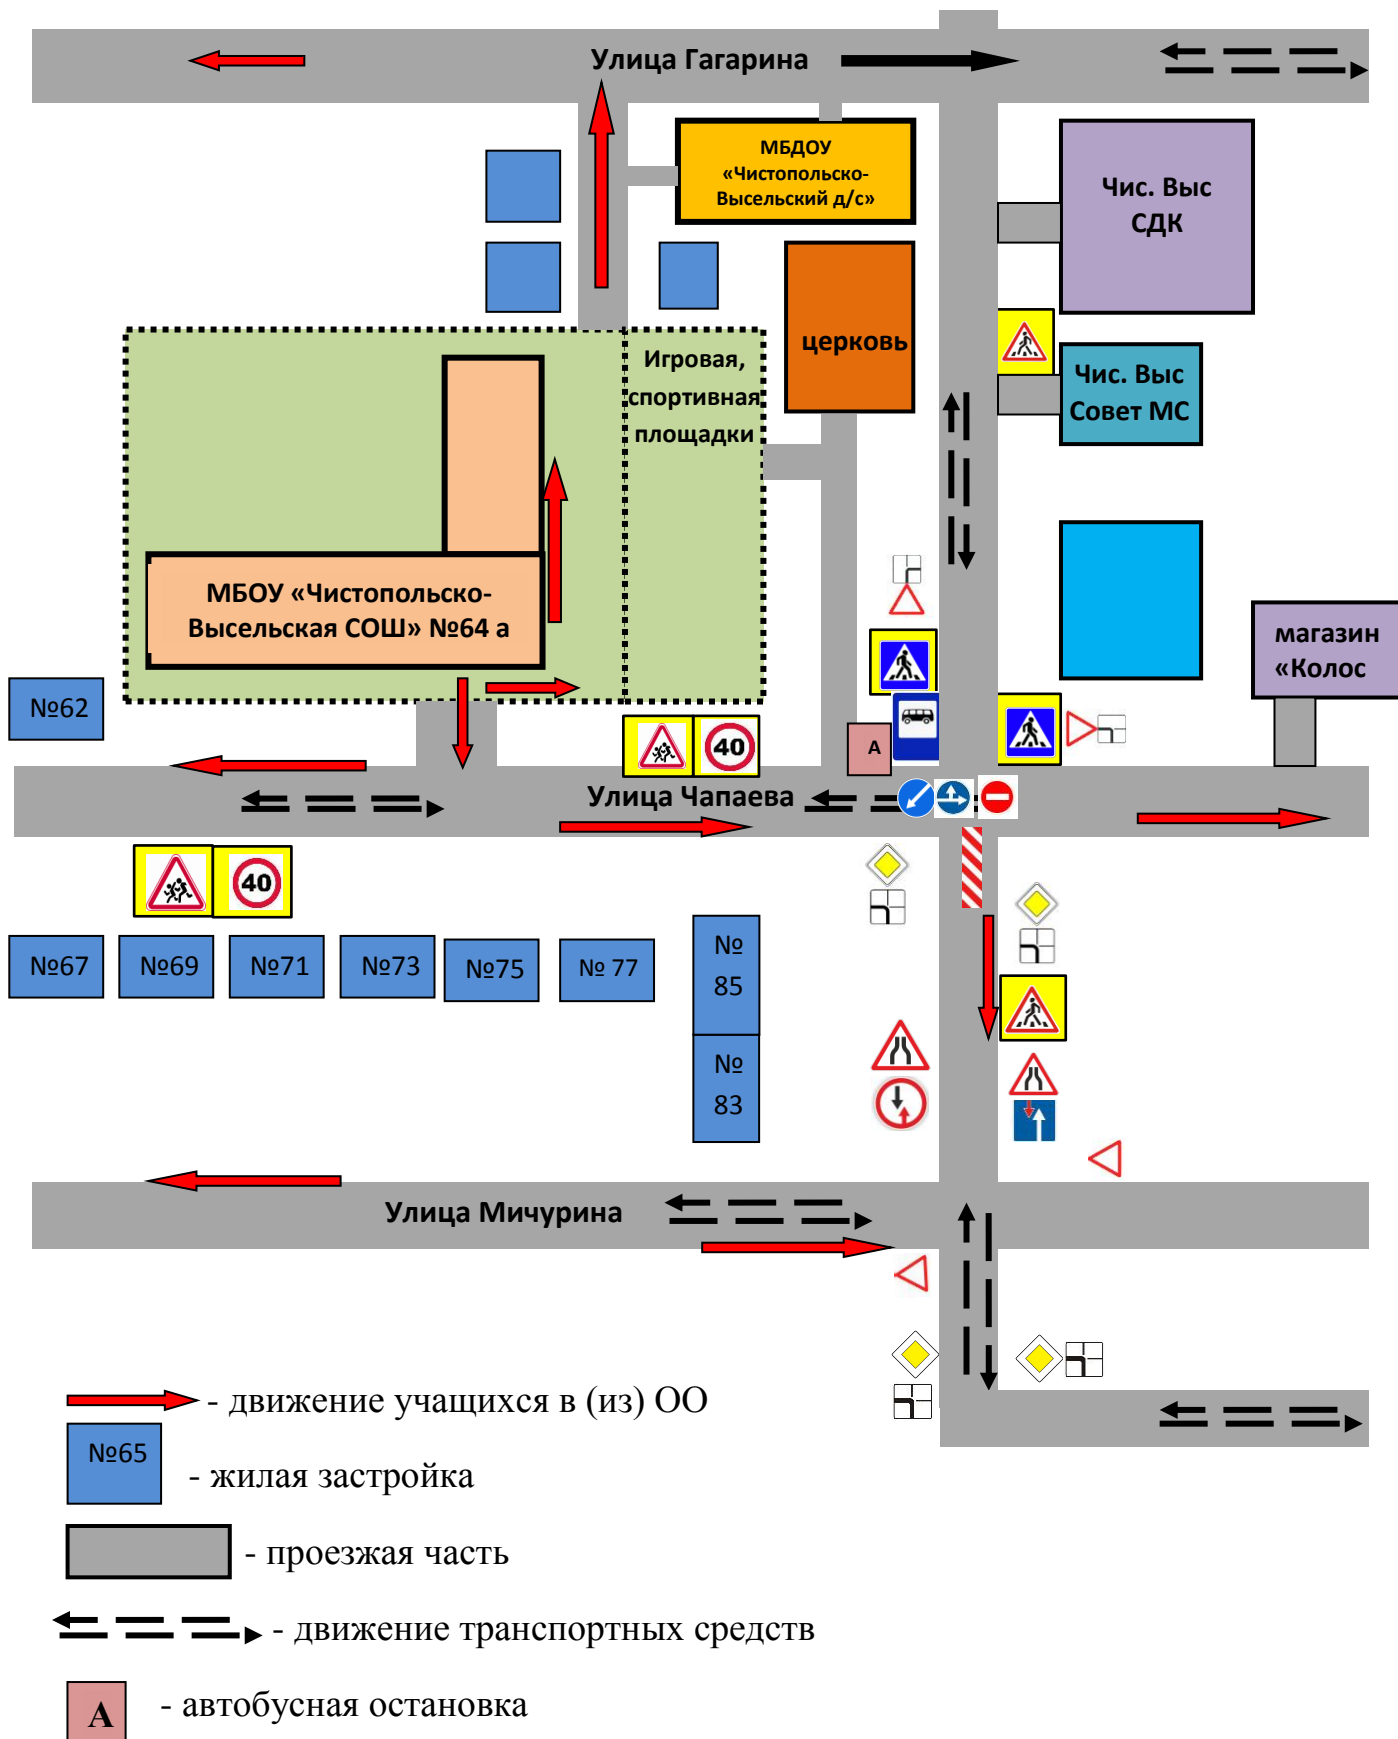 Улица Гагарина
МБДОУ
«Чистопольско-
Высельский д/с»
Чис. Выс
СДК
церковь
Игровая,
спортивная
площадки
Чис. Выс
Совет МС
МБОУ «Чистопольско-
Высельская СОШ» №64 а
магазин
«Колос
№62
40
А
Улица Чапаева
40
№67
№69
№71
№73
№75
№ 77
№
85
№
83
Улица Мичурина
- движение учащихся в (из) ОО
№65
- жилая застройка
- проезжая часть
- движение транспортных средств
А
- автобусная остановка